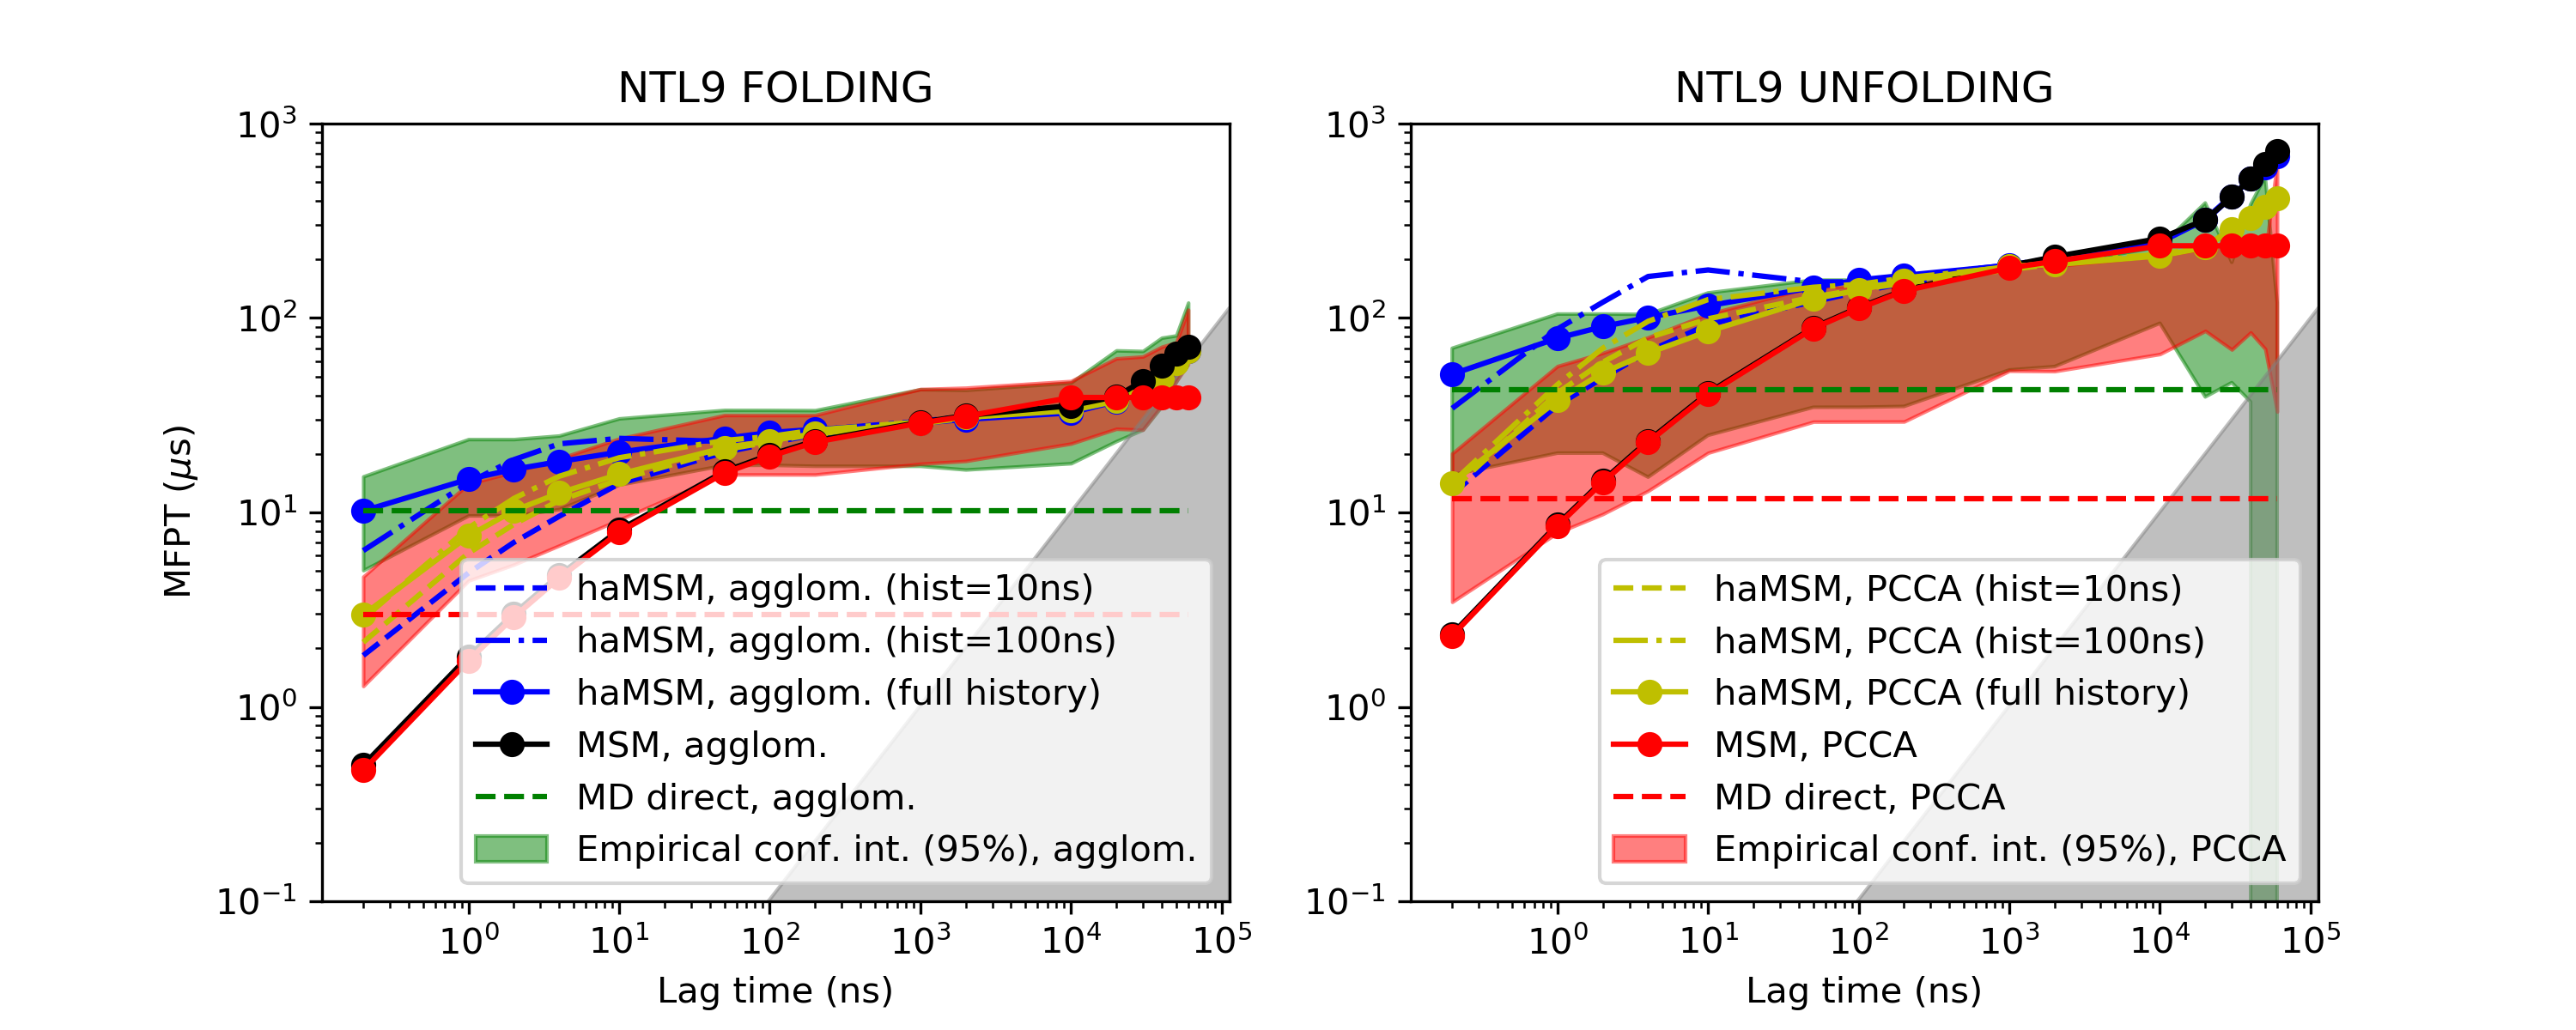 NTL9 FOLDING
MFPT (μs)
10³
10²
10¹
10⁰
10⁻¹
haMSM, agglom. (hist=10ns)
haMSM, agglom. (hist=100ns)
haMSM, agglom. (full history)
MSM, agglom.
MD direct, agglom.
Empirical conf. int. (95%), agglom.
10⁰ 10¹ 10² 10³ 10⁴ 10⁵
Lag time (ns)
NTL9 UNFOLDING
10³
10²
10¹
10⁰
10⁻¹
haMSM, PCCA (hist=10ns)
haMSM, PCCA (hist=100ns)
haMSM, PCCA (full history)
MSM, PCCA
MD direct, PCCA
Empirical conf. int. (95%), PCCA
10⁰ 10¹ 10² 10³ 10⁴ 10⁵
Lag time (ns)